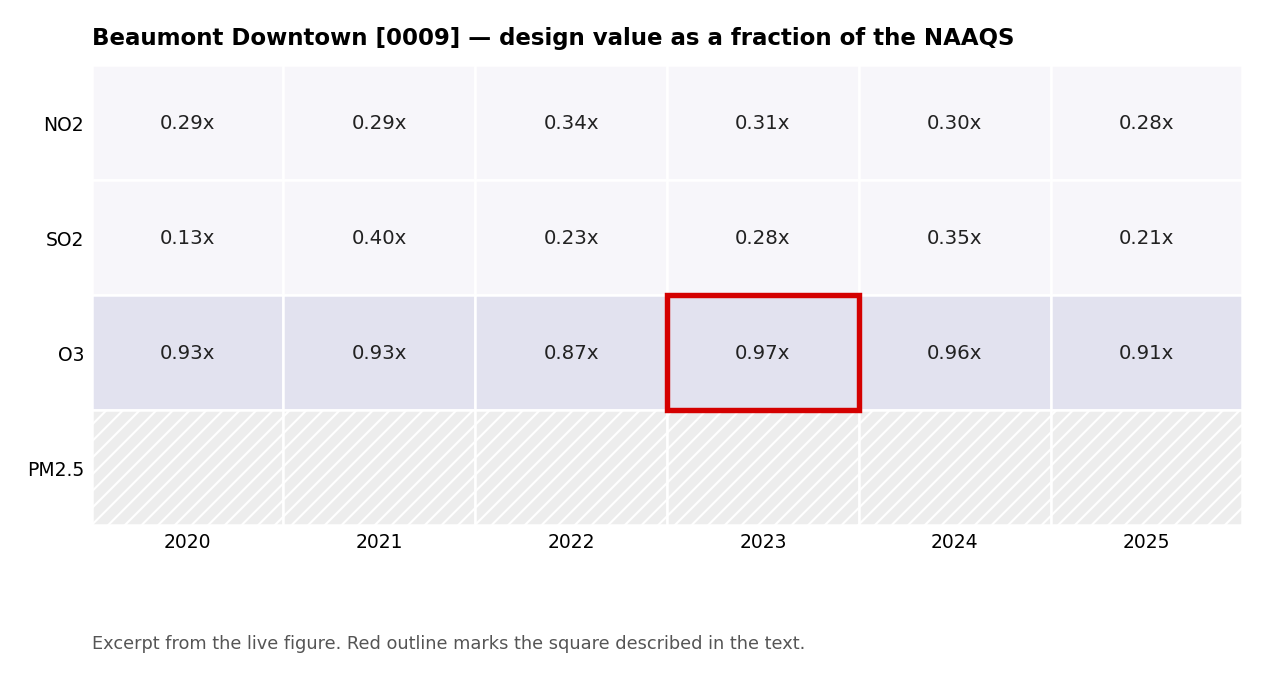 Beaumont Downtown [0009] — design value as a fraction of the NAAQS
NO2 0.29x 0.29x 0.34x 0.31x 0.30x 0.28x
SO2 0.13x 0.40x 0.23x 0.28x 0.35x 0.21x
O3 0.93x 0.93x 0.87x 0.97x 0.96x 0.91x
PM2.5
2020 2021 2022 2023 2024 2025
Excerpt from the live figure. Red outline marks the square described in the text.